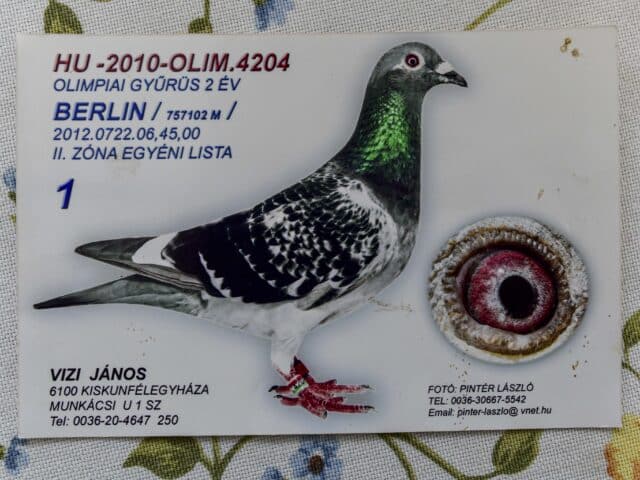 HU -2010-OLIM.4204
OLIMPIAI GYŰRÜS 2 ÉV
BERLIN / 757102 M /
2012.0722.06,45,00
II. ZÓNA EGYÉNI LISTA
1
VIZI JÁNOS
6100 KISKUNFÉLEGYHÁZA
MUNKÁCSI U 1 SZ
Tel: 0036-20-4647 250
FOTÓ: PINTÉR LÁSZLÓ
TEL: 0036-30667-5542
Email: pinter-laszlo@ vnet.hu